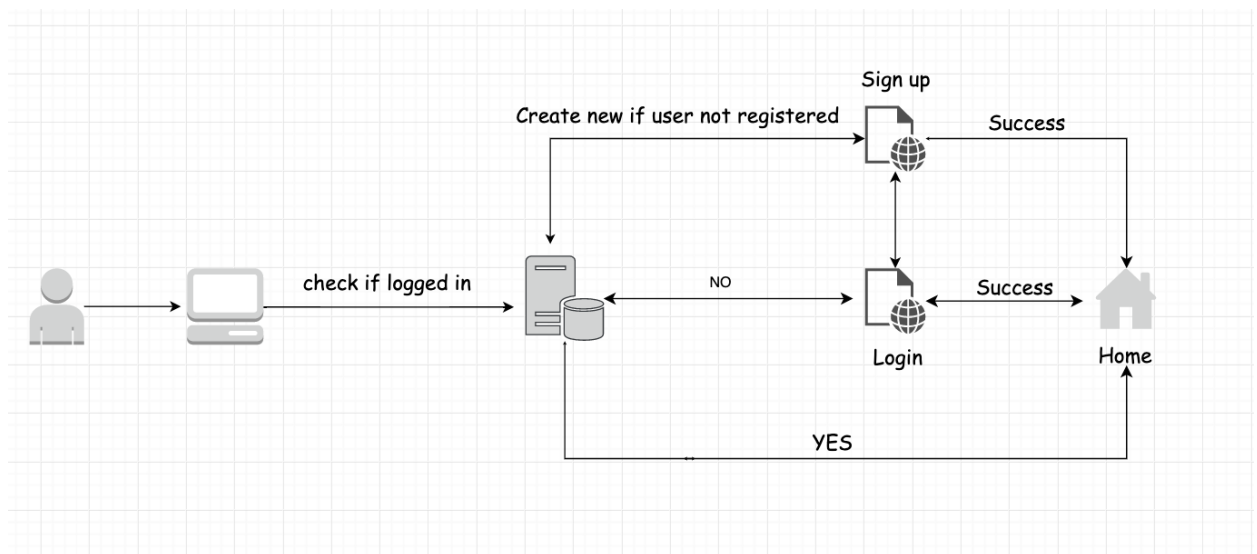 Sign up
Create new if user not registered
Success
check if logged in
NO
Success
Login
Home
YES